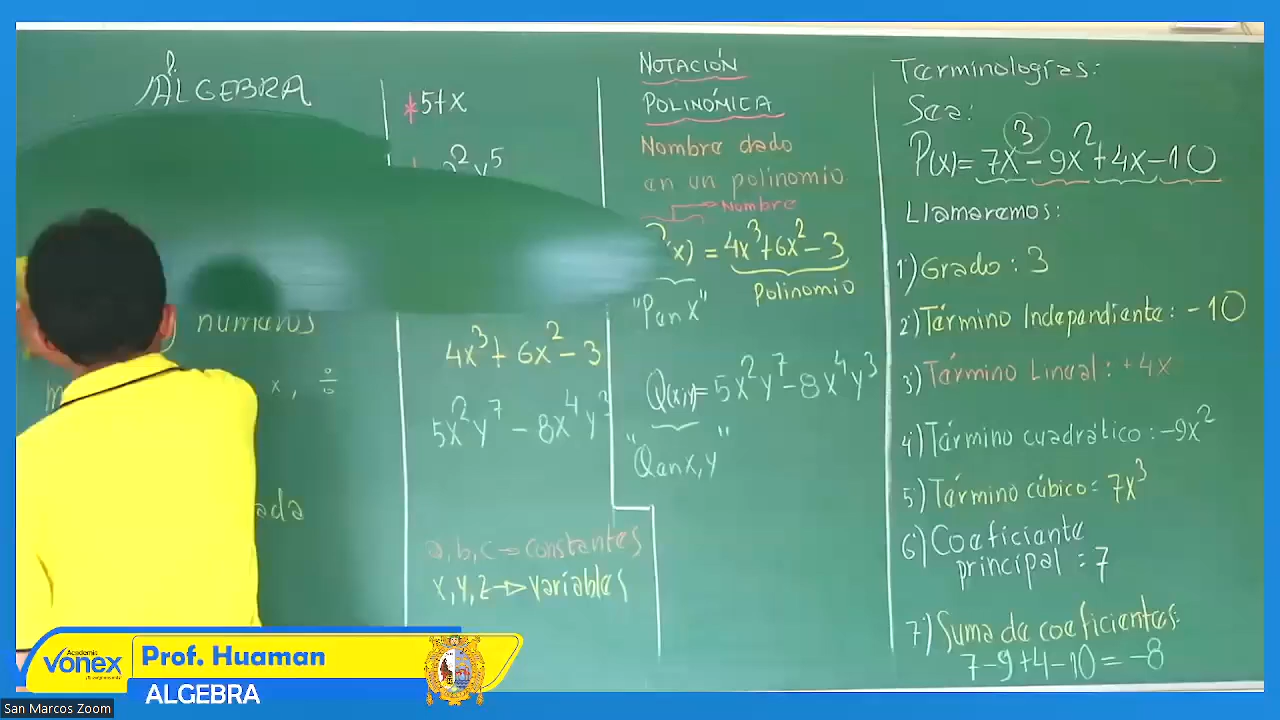 ALGEBRA
numeros
x, ÷
ada
*5+x
4x³+6x²-3
5x²y⁷-8x⁴y
a,b,c→constantes
x,y,z→variables
NOTACIÓN
POLINÓMICA
Nombre dado
en un polinomio
Nombre
(x) = 4x³+6x²-3
Polinomio
"P en x"
Q(x,y)=5x²y⁷-8x⁴y³
"Q en x,y"
Terminologías:
Sea:
P(x)=7x³-9x²+4x-10
Llamaremos:
1°) Grado: 3
2°) Término Independiente: -10
3°) Término Lineal: +4x
4°) Término cuadrático: -9x²
5°) Término cúbico: 7x³
6°) Coeficiente
principal: 7
7°) Suma de coeficientes:
7-9+4-10=-8
Academia
vonex
Prof. Huaman
ALGEBRA
San Marcos Zoom